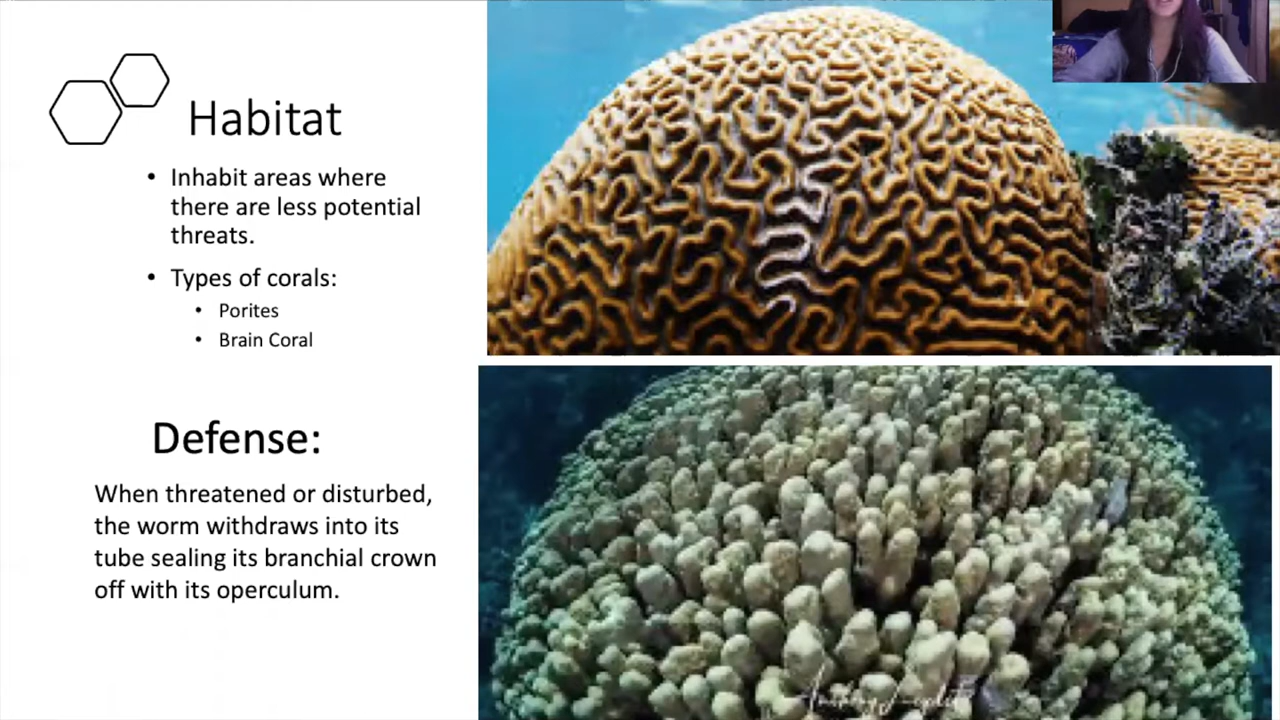 Habitat
• Inhabit areas where
there are less potential
threats.
• Types of corals:
• Porites
• Brain Coral
Defense:
When threatened or disturbed,
the worm withdraws into its
tube sealing its branchial crown
off with its operculum.